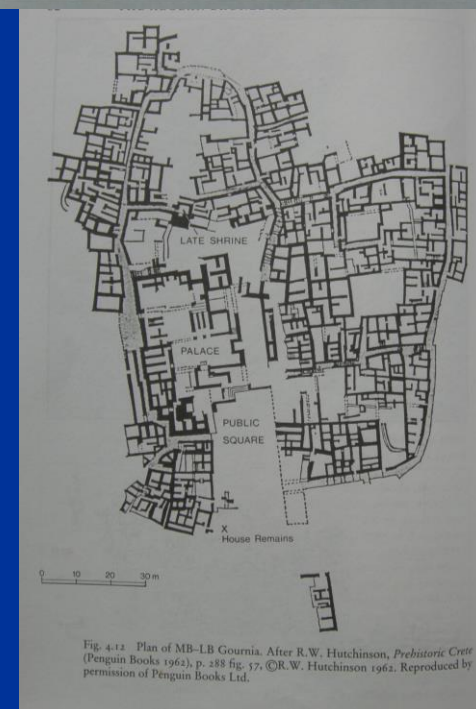 LATE SHRINE
PALACE
PUBLIC
SQUARE
X
House Remains
0 10 20 30 m
Fig. 4.12 Plan of MB–LB Gournia. After R.W. Hutchinson, Prehistoric Crete
(Penguin Books 1962), p. 288 fig. 57, ©R.W. Hutchinson 1962. Reproduced by
permission of Penguin Books Ltd.